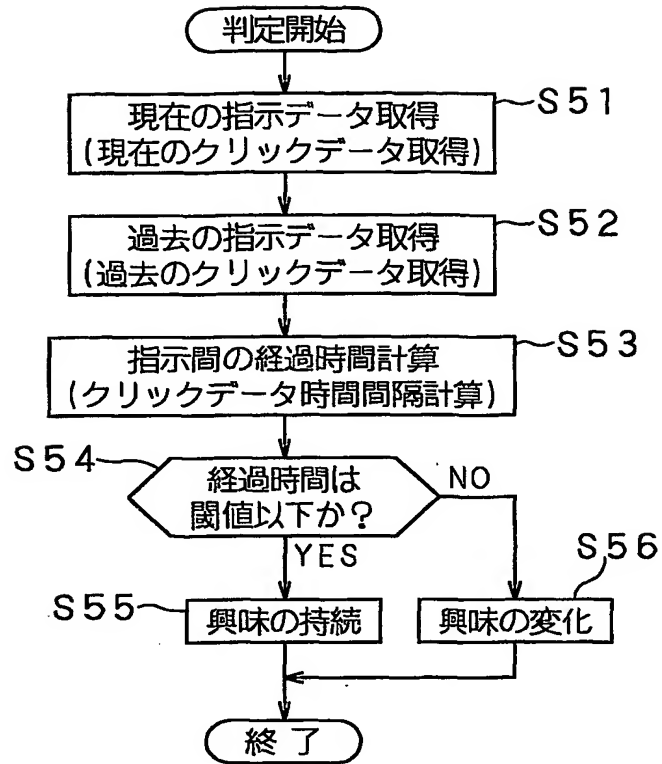 判定開始
現在の指示データ取得
(現在のクリックデータ取得)
S51
過去の指示データ取得
(過去のクリックデータ取得)
S52
指示間の経過時間計算
(クリックデータ時間間隔計算)
S53
S54
経過時間は
閾値以下か?
NO
YES
S55
興味の持続
S56
興味の変化
終了